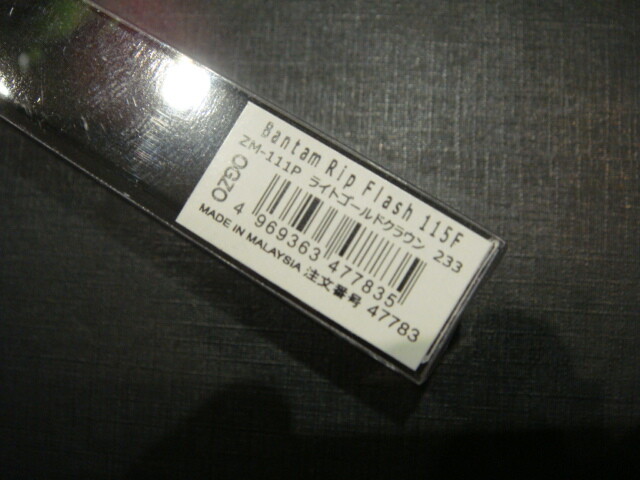 Bantam Rip Flash 115F
ZM-111P ライトゴールドクラウン 233
OGZO
4 969363 477835
MADE IN MALAYSIA 注文番号 47783